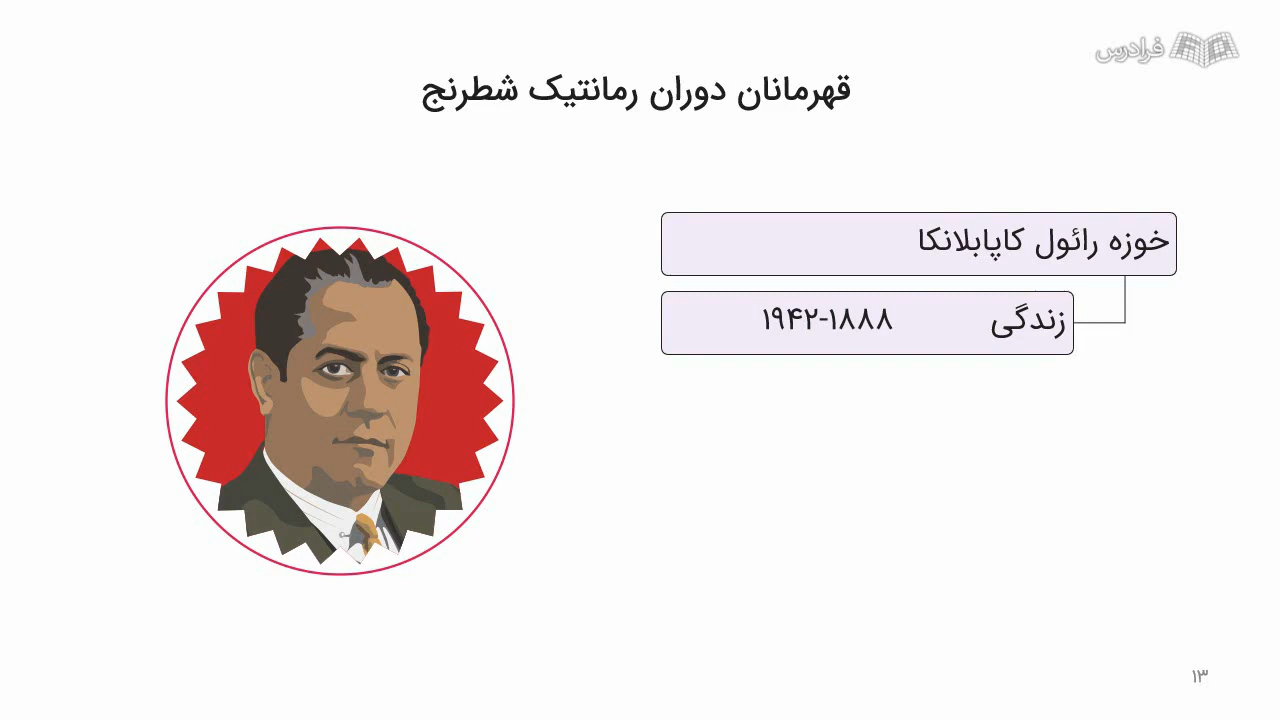 فرادرس
قهرمانان دوران رمانتیک شطرنج
خوزه رائول کاپابلانکا
زندگی ۱۸۸۸-۱۹۴۲
۱۳